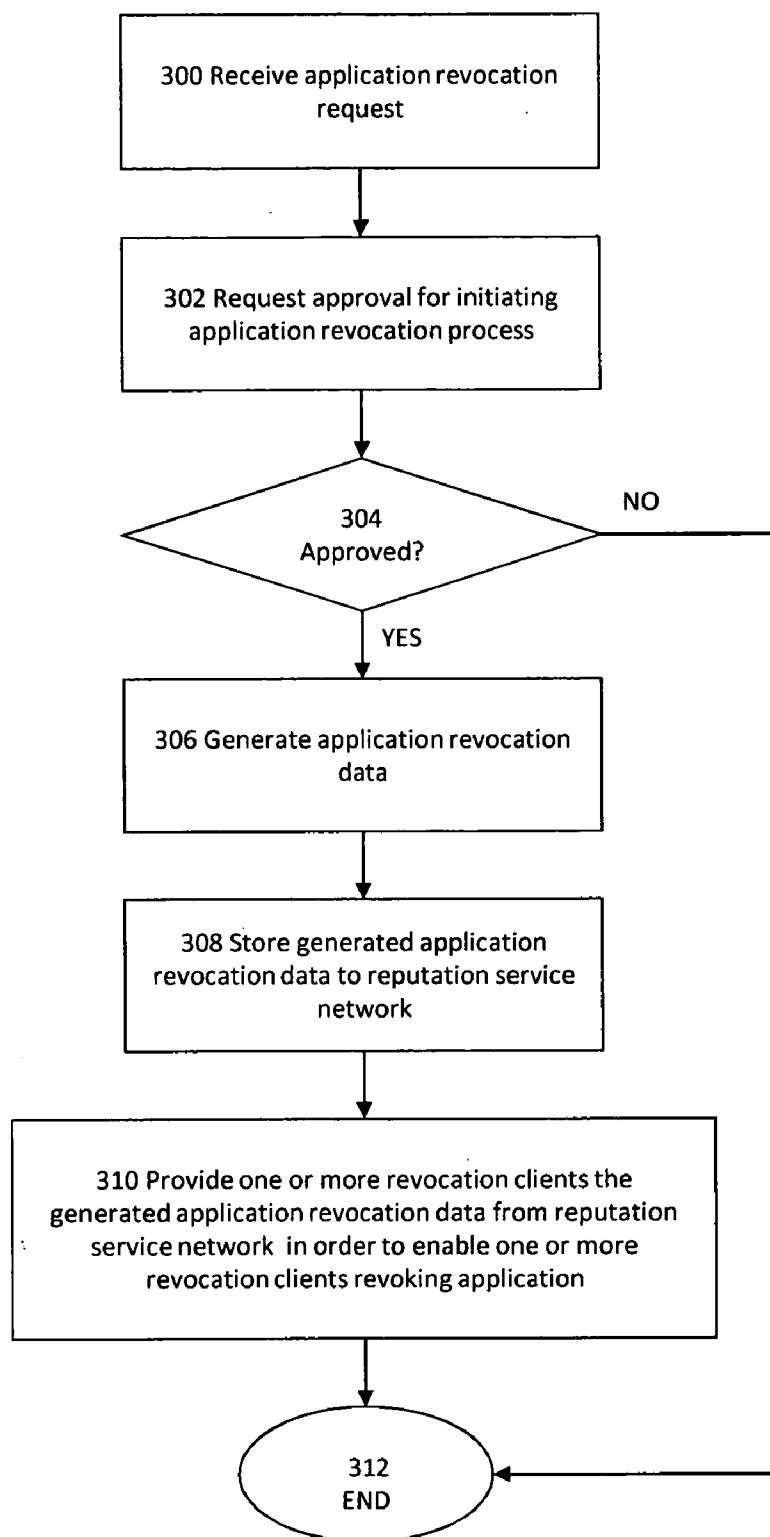 300 Receive application revocation
request
302 Request approval for initiating
application revocation process
304
Approved?
NO
YES
306 Generate application revocation
data
308 Store generated application
revocation data to reputation service
network
310 Provide one or more revocation clients the
generated application revocation data from reputation
service network in order to enable one or more
revocation clients revoking application
312
END